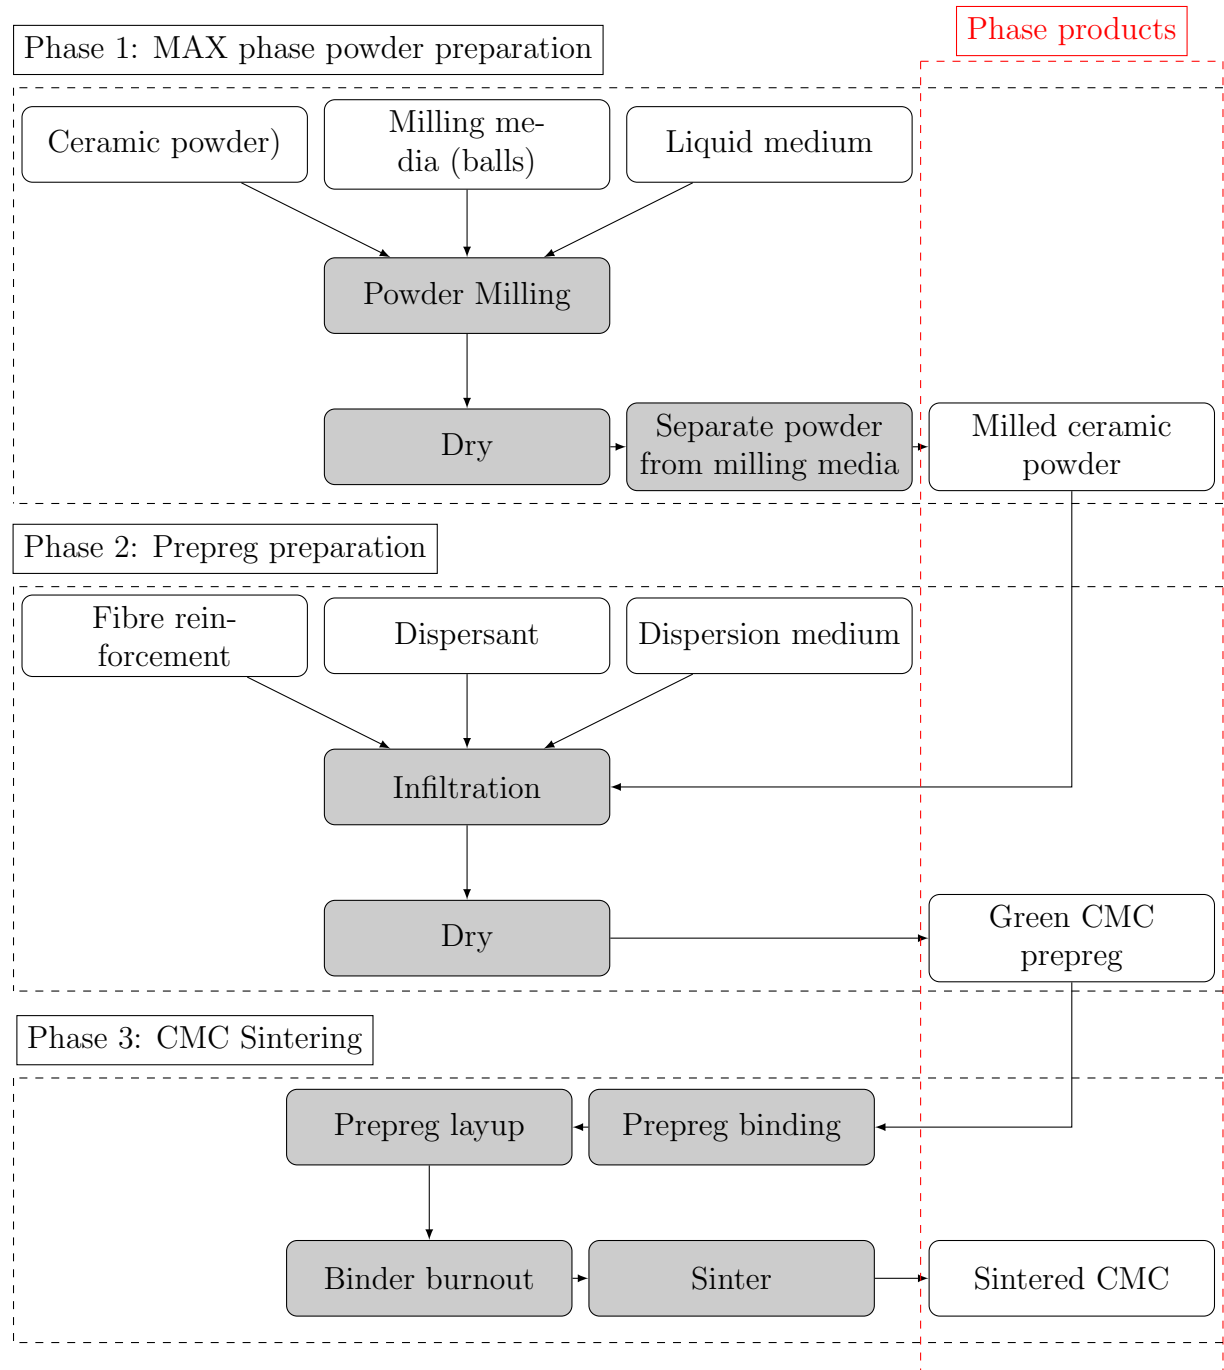 Phase products
Phase 1: MAX phase powder preparation
Ceramic powder)
Milling me-
dia (balls)
Liquid medium
Powder Milling
Dry
Separate powder
from milling media
Milled ceramic
powder
Phase 2: Prepreg preparation
Fibre rein-
forcement
Dispersant
Dispersion medium
Infiltration
Dry
Green CMC
prepreg
Phase 3: CMC Sintering
Prepreg layup
Prepreg binding
Binder burnout
Sinter
Sintered CMC